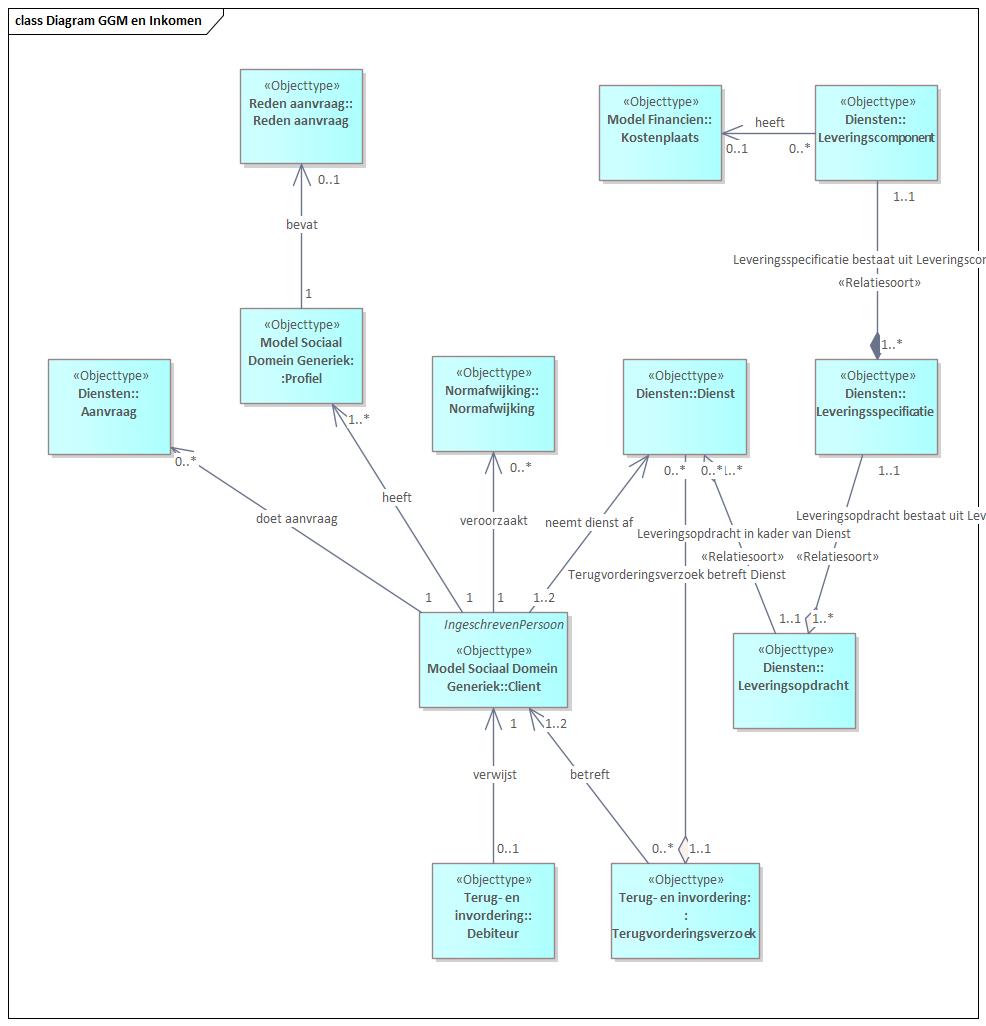 class Diagram GGM en Inkomen
«Objecttype»
Reden aanvraag::
Reden aanvraag
«Objecttype»
Model Financien::
Kostenplaats
heeft
0..1
0..*
«Objecttype»
Diensten::
Leveringscomponent
0..1
bevat
1
1..1
Leveringsspecificatie bestaat uit Leveringscor
«Relatiesoort»
1..*
«Objecttype»
Model Sociaal
Domein Generiek:
:Profiel
«Objecttype»
Diensten::
Aanvraag
«Objecttype»
Normafwijking::
Normafwijking
«Objecttype»
Diensten::Dienst
«Objecttype»
Diensten::
Leveringsspecificatie
0..*
1..*
0..*
0..*
0..*
1..*
1..1
doet aanvraag
heeft
veroorzaakt
neemt dienst af
Leveringsopdracht in kader van Dienst
«Relatiesoort»
Leveringsopdracht bestaat uit Lev
«Relatiesoort»
Terugvorderingsverzoek betreft Dienst
1
1
1
1..2
1..1
1..*
IngeschrevenPersoon
«Objecttype»
Model Sociaal Domein
Generiek::Client
«Objecttype»
Diensten::
Leveringsopdracht
1
1..2
verwijst
betreft
0..1
0..*
1..1
«Objecttype»
Terug- en
invordering::
Debiteur
«Objecttype»
Terug- en invordering:
:
Terugvorderingsverzoek